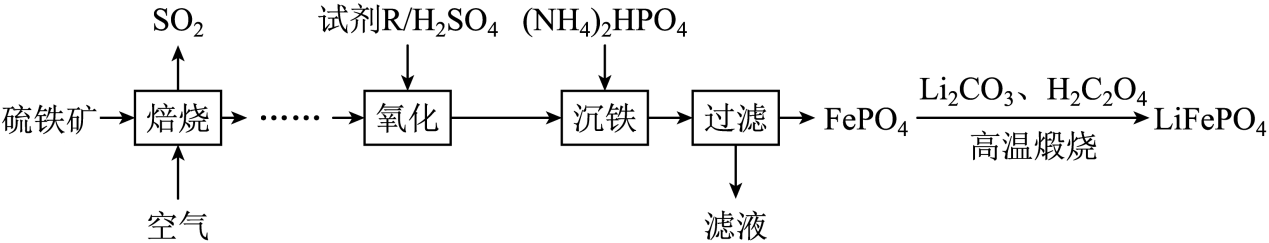 SO₂ 试剂R/H₂SO₄ (NH₄)₂HPO₄
硫铁矿 焙烧 …… 氧化 沉铁 过滤 FePO₄ Li₂CO₃、H₂C₂O₄ LiFePO₄
高温煅烧
空气 滤液